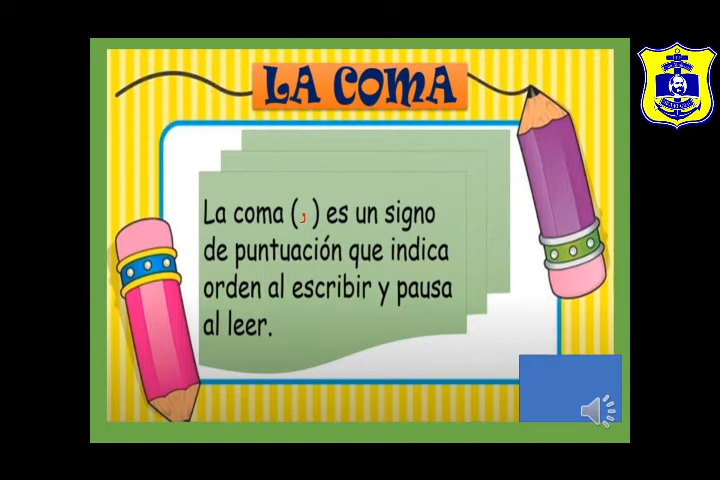 LA COMA
La coma (,) es un signo
de puntuación que indica
orden al escribir y pausa
al leer.